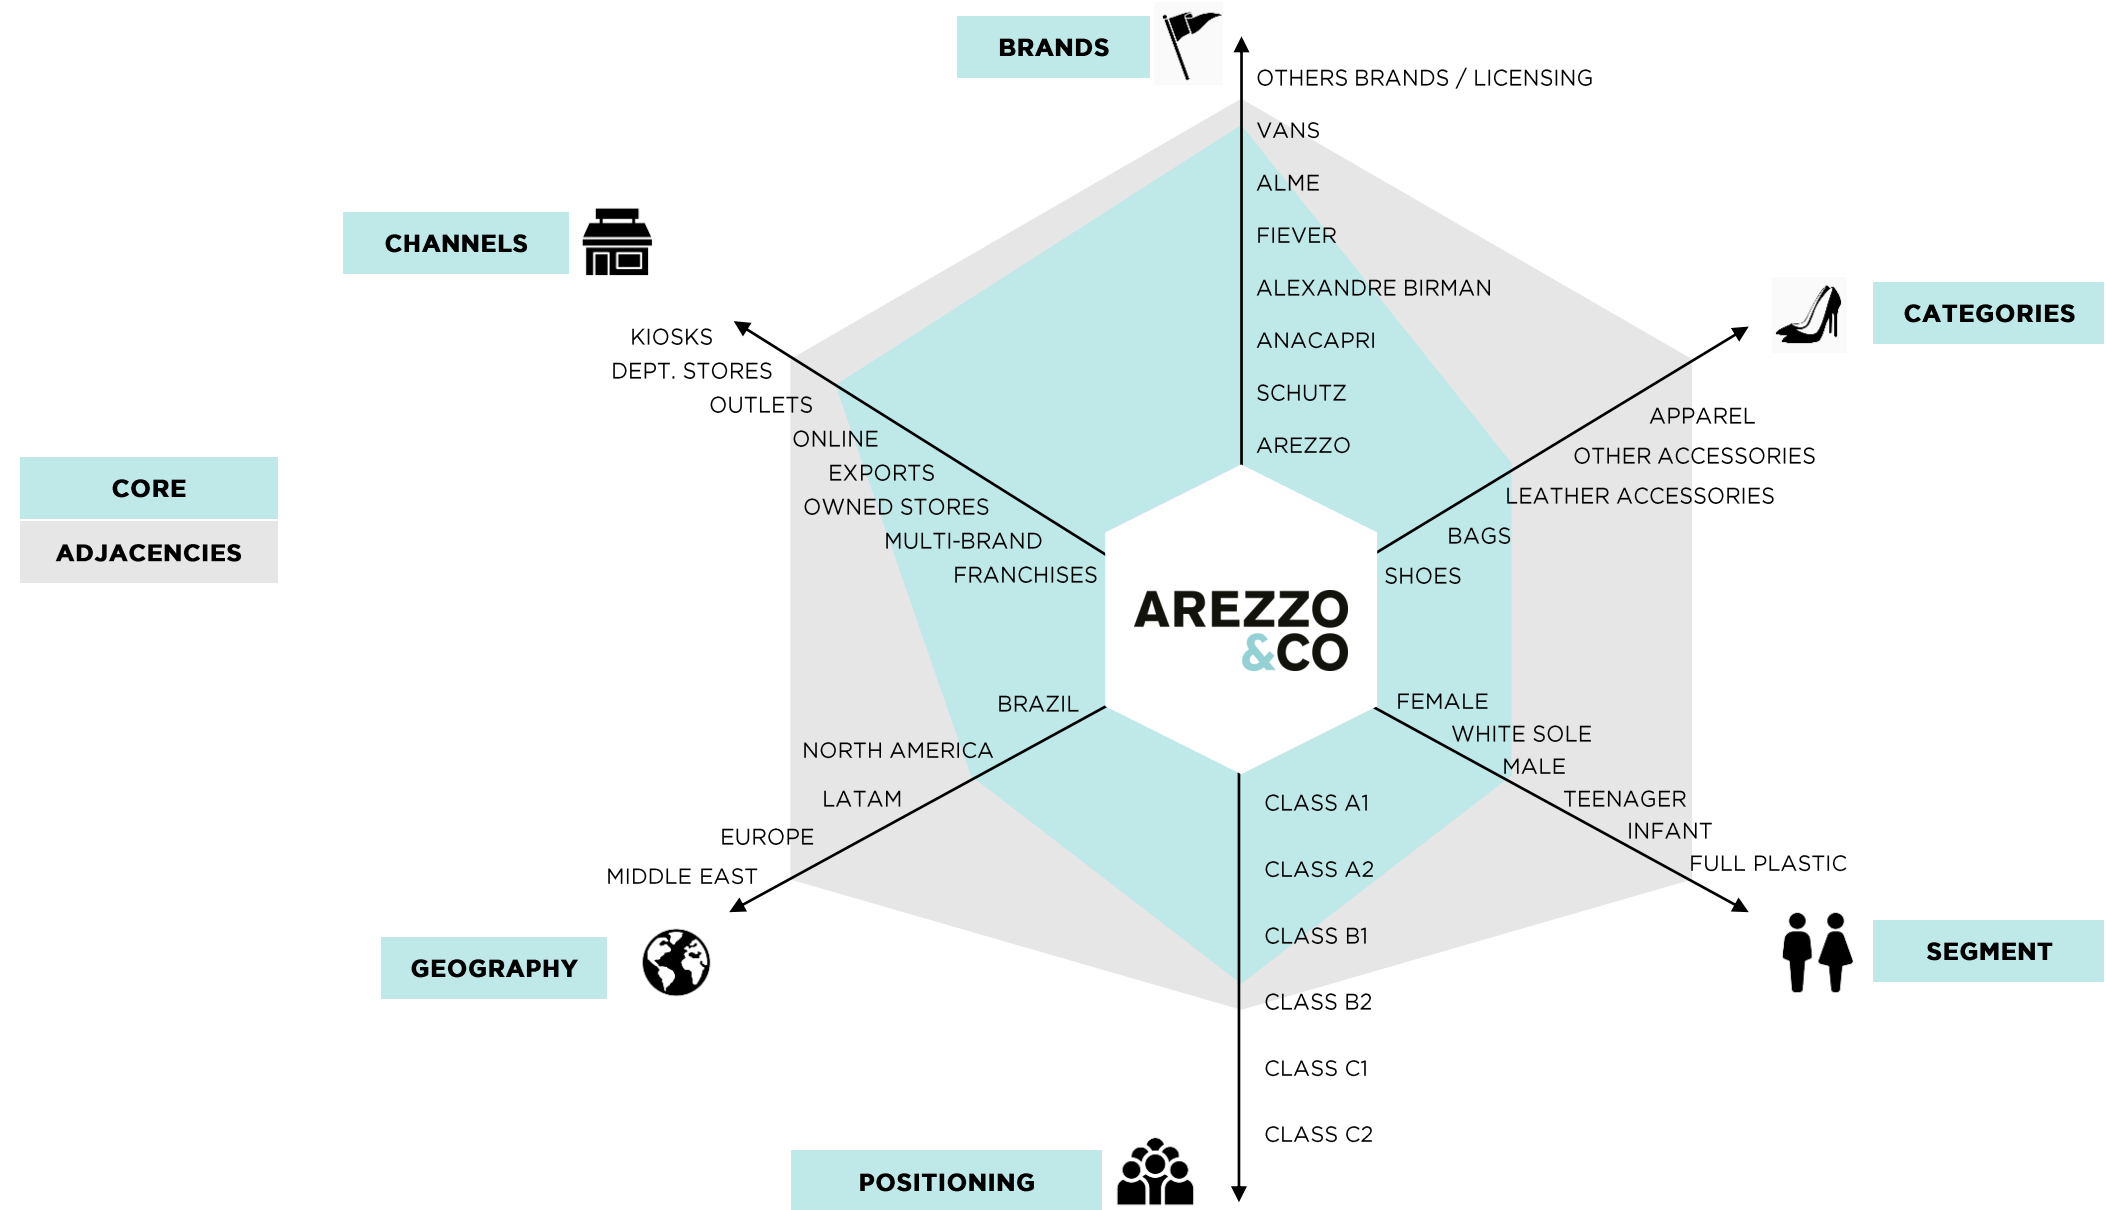 BRANDS
OTHERS BRANDS / LICENSING
VANS
ALME
FIEVER
ALEXANDRE BIRMAN
ANACAPRI
SCHUTZ
AREZZO
CHANNELS
KIOSKS
DEPT. STORES
OUTLETS
ONLINE
EXPORTS
OWNED STORES
MULTI-BRAND
FRANCHISES
CATEGORIES
APPAREL
OTHER ACCESSORIES
LEATHER ACCESSORIES
BAGS
SHOES
CORE
ADJACENCIES
AREZZO
&CO
BRAZIL
NORTH AMERICA
LATAM
EUROPE
MIDDLE EAST
GEOGRAPHY
FEMALE
WHITE SOLE
MALE
TEENAGER
INFANT
FULL PLASTIC
SEGMENT
CLASS A1
CLASS A2
CLASS B1
CLASS B2
CLASS C1
CLASS C2
POSITIONING